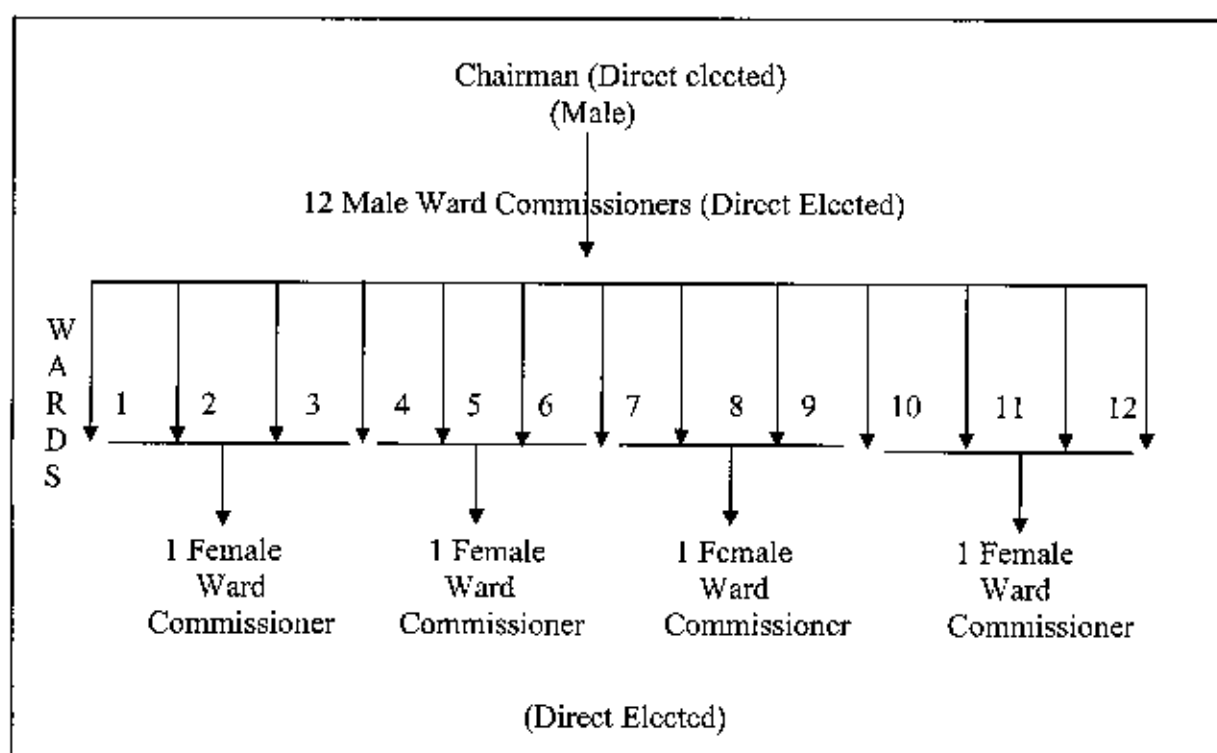 Chairman (Direct elected)
(Male)
12 Male Ward Commissioners (Direct Elected)
WARDS
1 2 3 4 5 6 7 8 9 10 11 12
1 Female
Ward
Commissioner
1 Female
Ward
Commissioner
1 Female
Ward
Commissioner
1 Female
Ward
Commissioner
(Direct Elected)